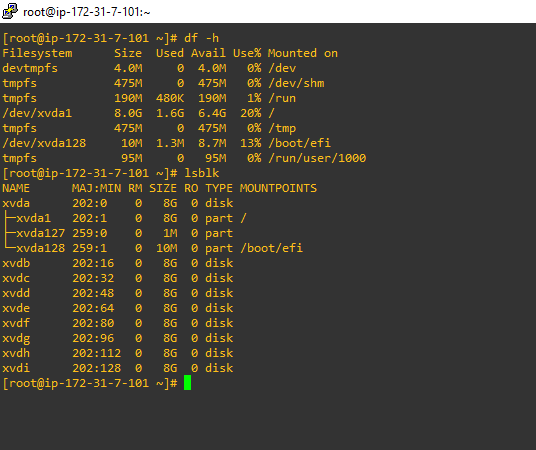 root@ip-172-31-7-101:~
[root@ip-172-31-7-101 ~]# df -h
Filesystem      Size  Used Avail Use% Mounted on
devtmpfs        4.0M     0  4.0M   0% /dev
tmpfs           475M     0  475M   0% /dev/shm
tmpfs           190M  480K  190M   1% /run
/dev/xvda1      8.0G  1.6G  6.4G  20% /
tmpfs           475M     0  475M   0% /tmp
/dev/xvda128     10M  1.3M  8.7M  13% /boot/efi
tmpfs            95M     0   95M   0% /run/user/1000
[root@ip-172-31-7-101 ~]# lsblk
NAME      MAJ:MIN RM SIZE RO TYPE MOUNTPOINTS
xvda      202:0    0   8G  0 disk
├─xvda1   202:1    0   8G  0 part /
├─xvda127 259:0    0   1M  0 part
└─xvda128 259:1    0  10M  0 part /boot/efi
xvdb      202:16   0   8G  0 disk
xvdc      202:32   0   8G  0 disk
xvdd      202:48   0   8G  0 disk
xvde      202:64   0   8G  0 disk
xvdf      202:80   0   8G  0 disk
xvdg      202:96   0   8G  0 disk
xvdh      202:112  0   8G  0 disk
xvdi      202:128  0   8G  0 disk
[root@ip-172-31-7-101 ~]#